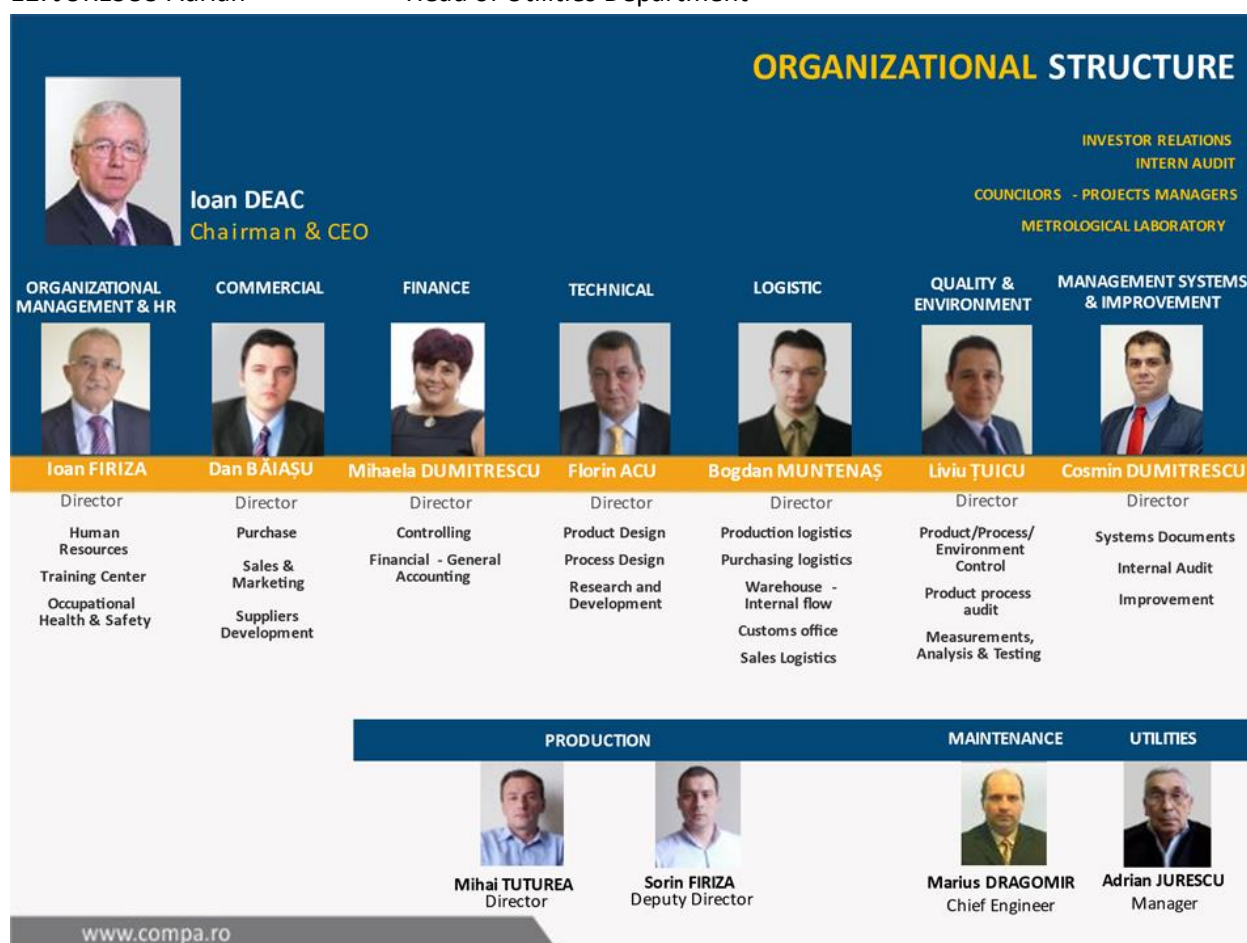 ORGANIZATIONAL STRUCTURE
INVESTOR RELATIONS
INTERN AUDIT
COUNCILORS - PROJECTS MANAGERS
METROLOGICAL LABORATORY
Ioan DEAC
Chairman & CEO
ORGANIZATIONAL
MANAGEMENT & HR
COMMERCIAL
FINANCE
TECHNICAL
LOGISTIC
QUALITY &
ENVIRONMENT
MANAGEMENT SYSTEMS
& IMPROVEMENT
Ioan FIRIZA
Director
Human
Resources
Training Center
Occupational
Health & Safety
Dan BĂIAȘU
Director
Purchase
Sales &
Marketing
Suppliers
Development
Mihaela DUMITRESCU
Director
Controlling
Financial - General
Accounting
Florin ACU
Director
Product Design
Process Design
Research and
Development
Bogdan MUNTENAȘ
Director
Production logistics
Purchasing logistics
Warehouse -
Internal flow
Customs office
Sales Logistics
Liviu ȚUICU
Director
Product/Process/
Environment
Control
Product process
audit
Measurements,
Analysis & Testing
Cosmin DUMITRESCU
Director
Systems Documents
Internal Audit
Improvement
PRODUCTION
MAINTENANCE
UTILITIES
Mihai TUTUREA
Director
Sorin FIRIZA
Deputy Director
Marius DRAGOMIR
Chief Engineer
Adrian JURESCU
Manager
www.compa.ro